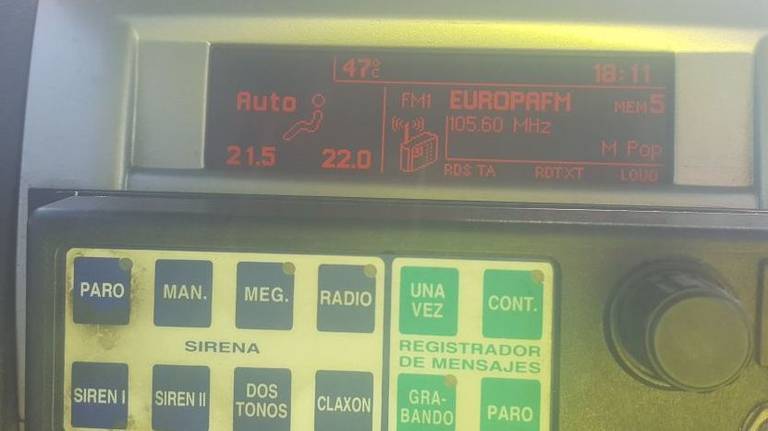 47°C 18:11
Auto FM1 EUROPAFM MEM 5
105.60 MHz
M Pop
21.5 22.0 RDS TA RDTXT LOUD
PARO MAN. MEG. RADIO
SIRENA
SIREN I SIREN II DOS TONOS CLAXON
UNA VEZ CONT.
REGISTRADOR
DE MENSAJES
GRA-
BANDO PARO